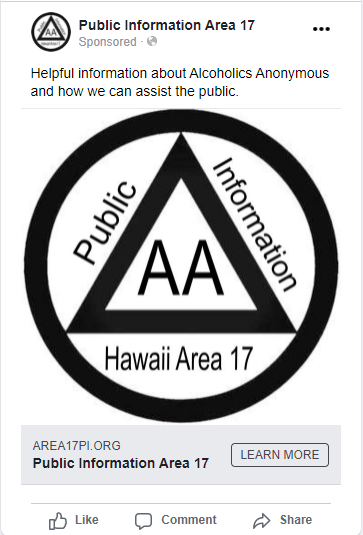 Public Information Area 17
Sponsored ·
Helpful information about Alcoholics Anonymous
and how we can assist the public.
Public
Information
AA
Hawaii Area 17
AREA17PI.ORG
Public Information Area 17
LEARN MORE
Like
Comment
Share